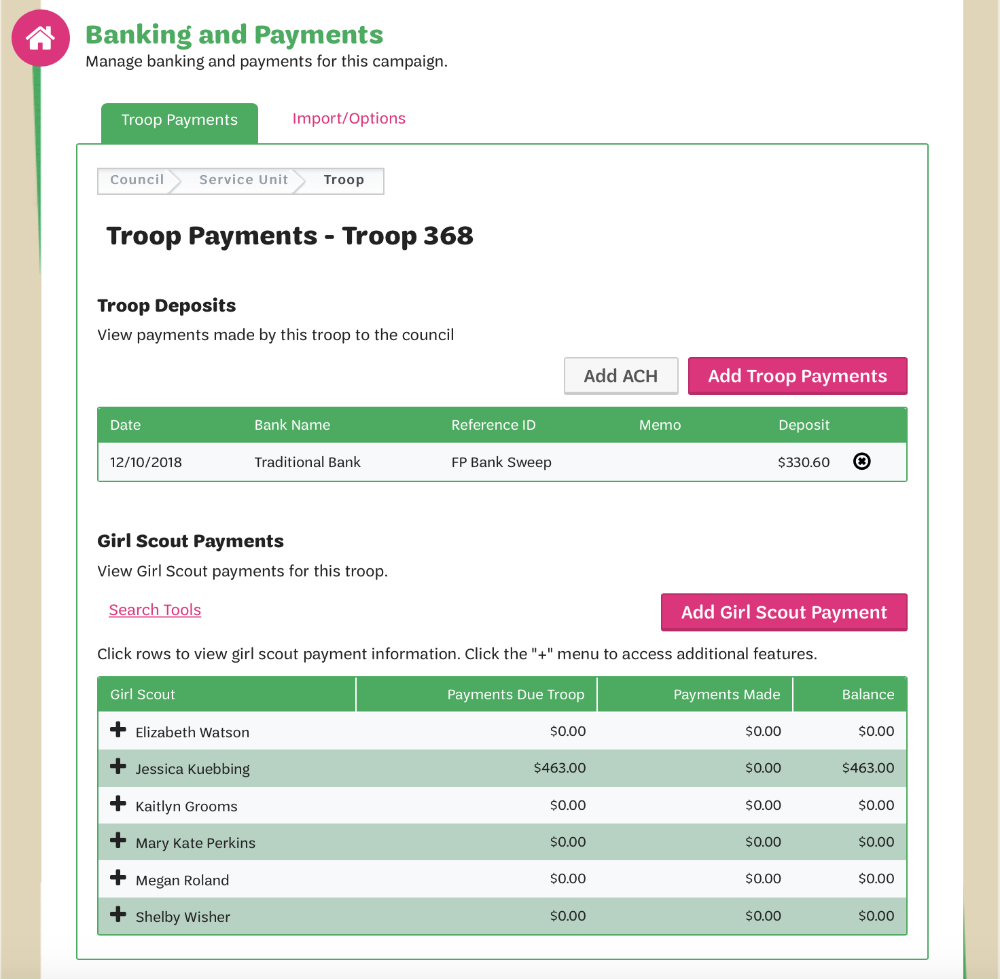 Banking and Payments
Manage banking and payments for this campaign.
Troop Payments Import/Options
Council Service Unit Troop
Troop Payments - Troop 368
Troop Deposits
View payments made by this troop to the council
Add ACH Add Troop Payments
Date Bank Name Reference ID Memo Deposit
12/10/2018 Traditional Bank FP Bank Sweep $330.60
Girl Scout Payments
View Girl Scout payments for this troop.
Search Tools Add Girl Scout Payment
Click rows to view girl scout payment information. Click the "+" menu to access additional features.
Girl Scout Payments Due Troop Payments Made Balance
Elizabeth Watson $0.00 $0.00 $0.00
Jessica Kuebbing $463.00 $0.00 $463.00
Kaitlyn Grooms $0.00 $0.00 $0.00
Mary Kate Perkins $0.00 $0.00 $0.00
Megan Roland $0.00 $0.00 $0.00
Shelby Wisher $0.00 $0.00 $0.00